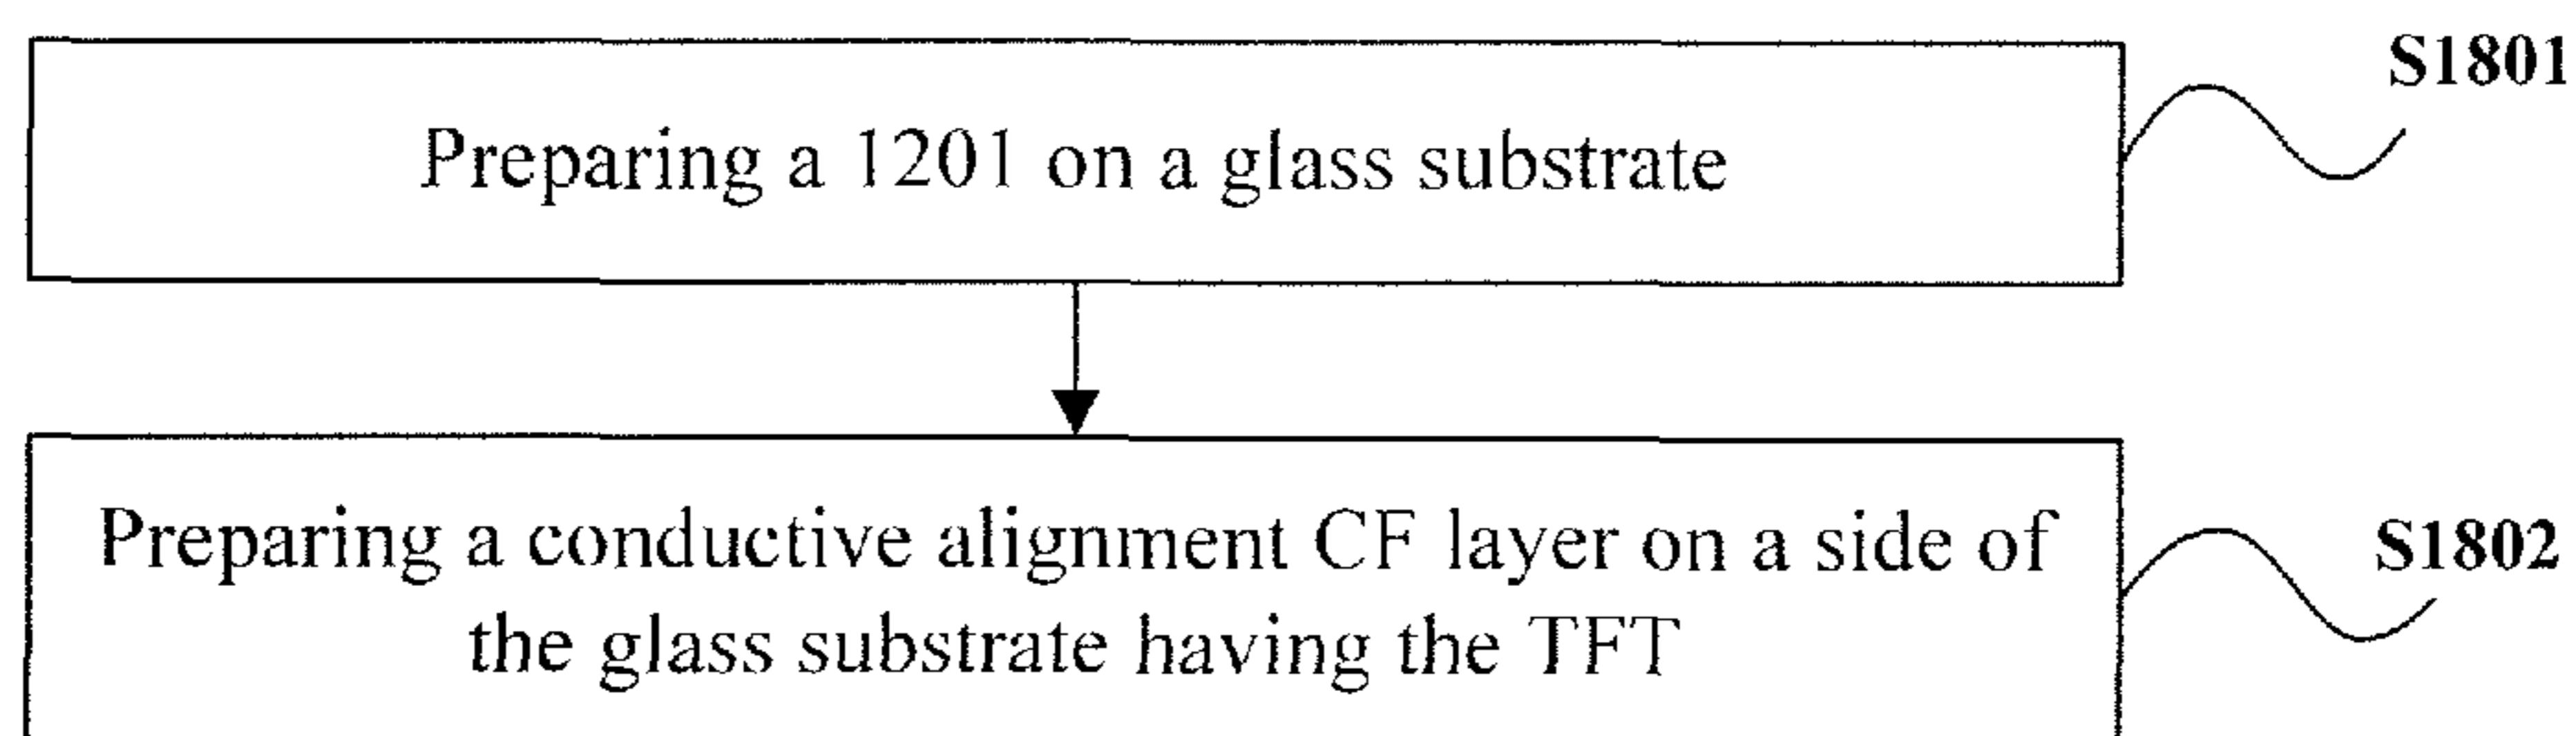 S1801
Preparing a 1201 on a glass substrate
Preparing a conductive alignment CF layer on a side of
the glass substrate having the TFT
S1802